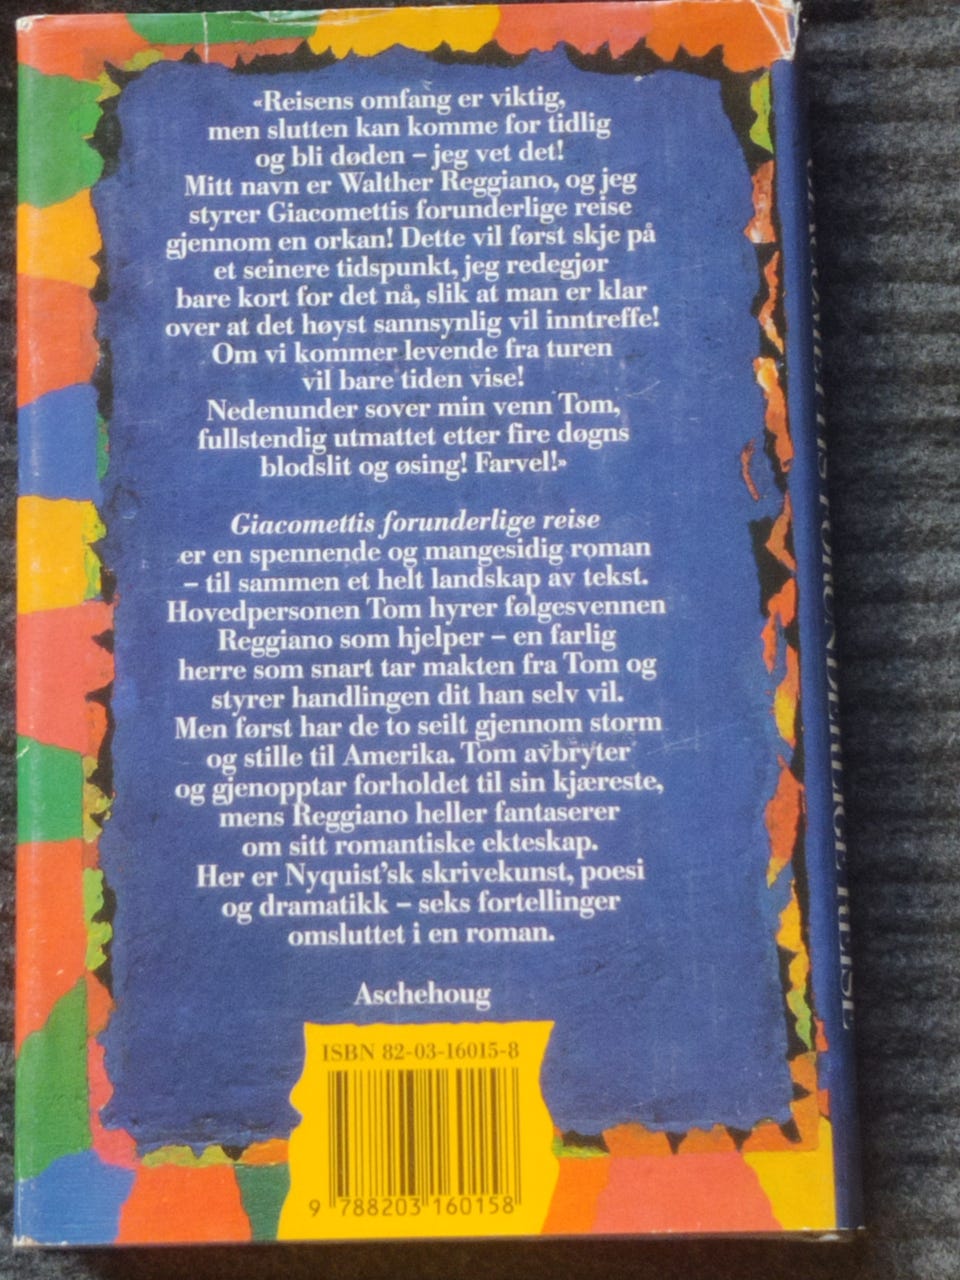 «Reisens omfang er viktig,
men slutten kan komme for tidlig
og bli døden – jeg vet det!
Mitt navn er Walther Reggiano, og jeg
styrer Giacomettis forunderlige reise
gjennom en orkan! Dette vil først skje på
et seinere tidspunkt, jeg redegjør
bare kort for det nå, slik at man er klar
over at det høyst sannsynlig vil inntreffe!
Om vi kommer levende fra turen
vil bare tiden vise!
Nedenunder sover min venn Tom,
fullstendig utmattet etter fire døgns
blodslit og øsing! Farvel!»
Giacomettis forunderlige reise
er en spennende og mangesidig roman
– til sammen et helt landskap av tekst.
Hovedpersonen Tom hyrer følgesvennen
Reggiano som hjelper – en farlig
herre som snart tar makten fra Tom og
styrer handlingen dit han selv vil.
Men først har de to seilt gjennom storm
og stille til Amerika. Tom avbryter
og gjenopptar forholdet til sin kjæreste,
mens Reggiano heller fantaserer
om sitt romantiske ekteskap.
Her er Nyquist'sk skrivekunst, poesi
og dramatikk – seks fortellinger
omsluttet i en roman.
Aschehoug
ISBN 82-03-16015-8
9 788203 160158
REISE